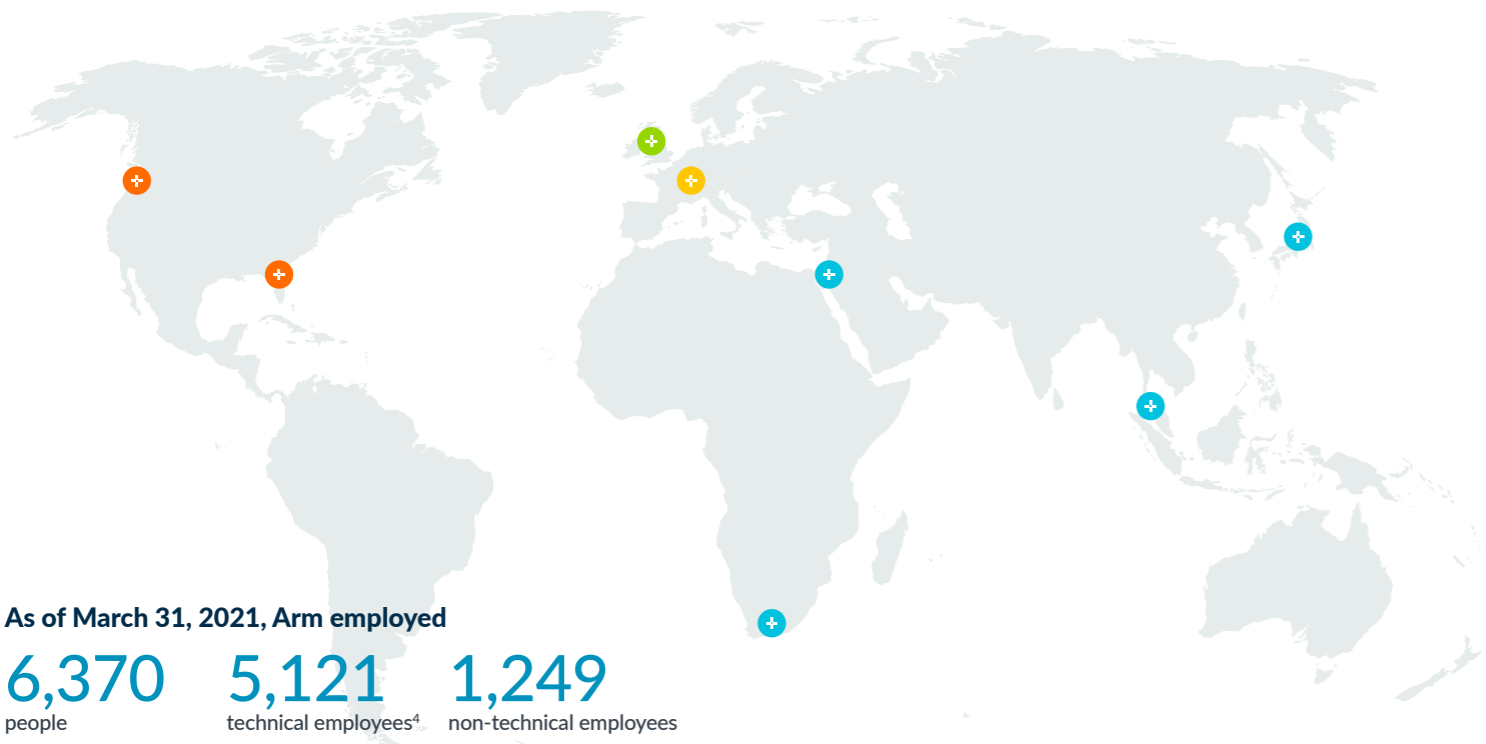 As of March 31, 2021, Arm employed
6,370 5,121 1,249
people technical employees⁴ non-technical employees